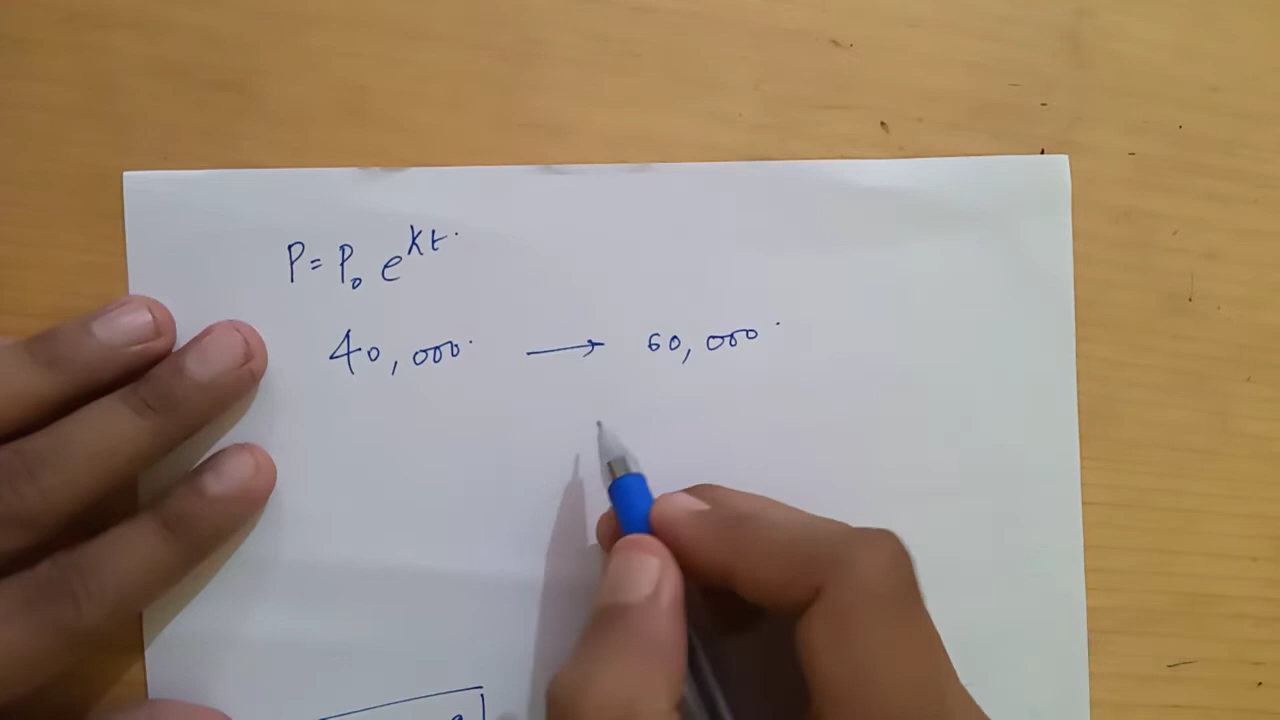 P = P₀ e^kt.
40,000. → 60,000.